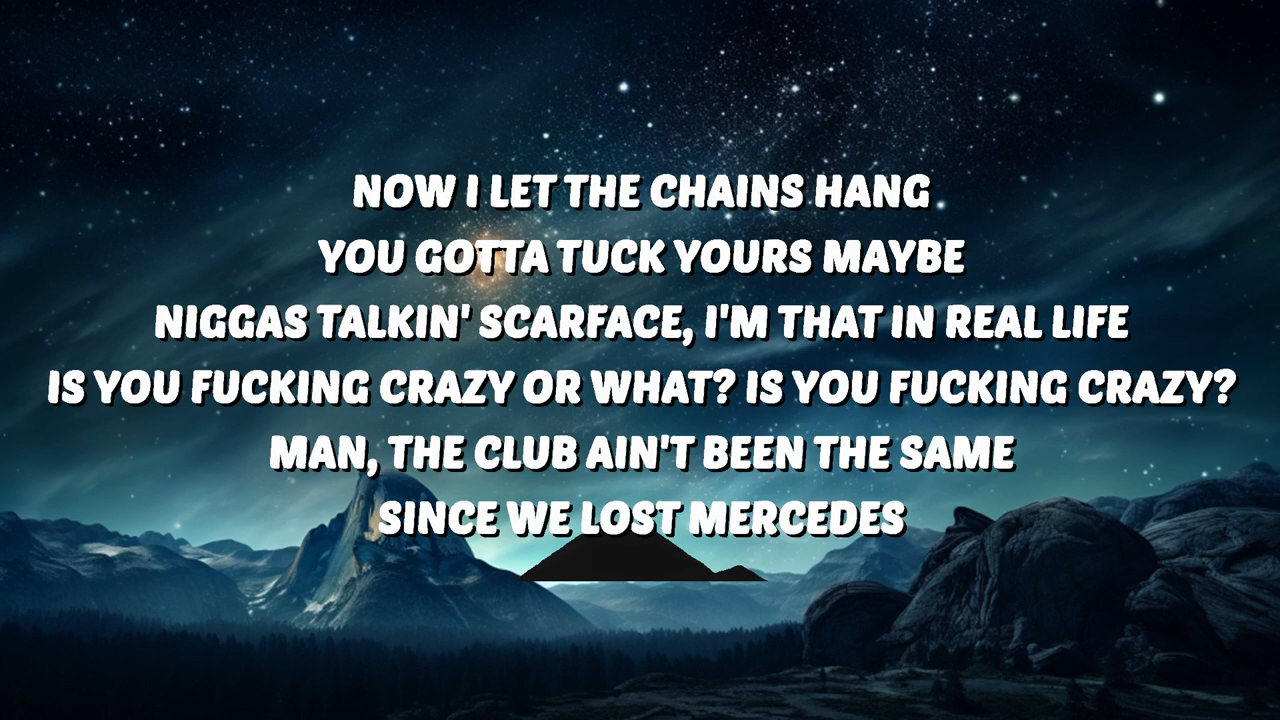 NOW I LET THE CHAINS HANG
YOU GOTTA TUCK YOURS MAYBE
NIGGAS TALKIN' SCARFACE, I'M THAT IN REAL LIFE
IS YOU FUCKING CRAZY OR WHAT? IS YOU FUCKING CRAZY?
MAN, THE CLUB AIN'T BEEN THE SAME
SINCE WE LOST MERCEDES